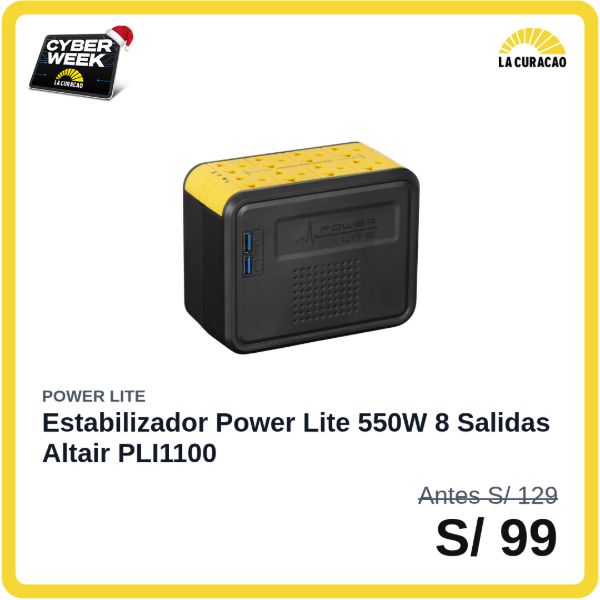 CYBER
WEEK
LA CURACAO
LA CURACAO
POWER
LITE
POWER LITE
Estabilizador Power Lite 550W 8 Salidas
Altair PLI1100
Antes S/ 129
S/ 99